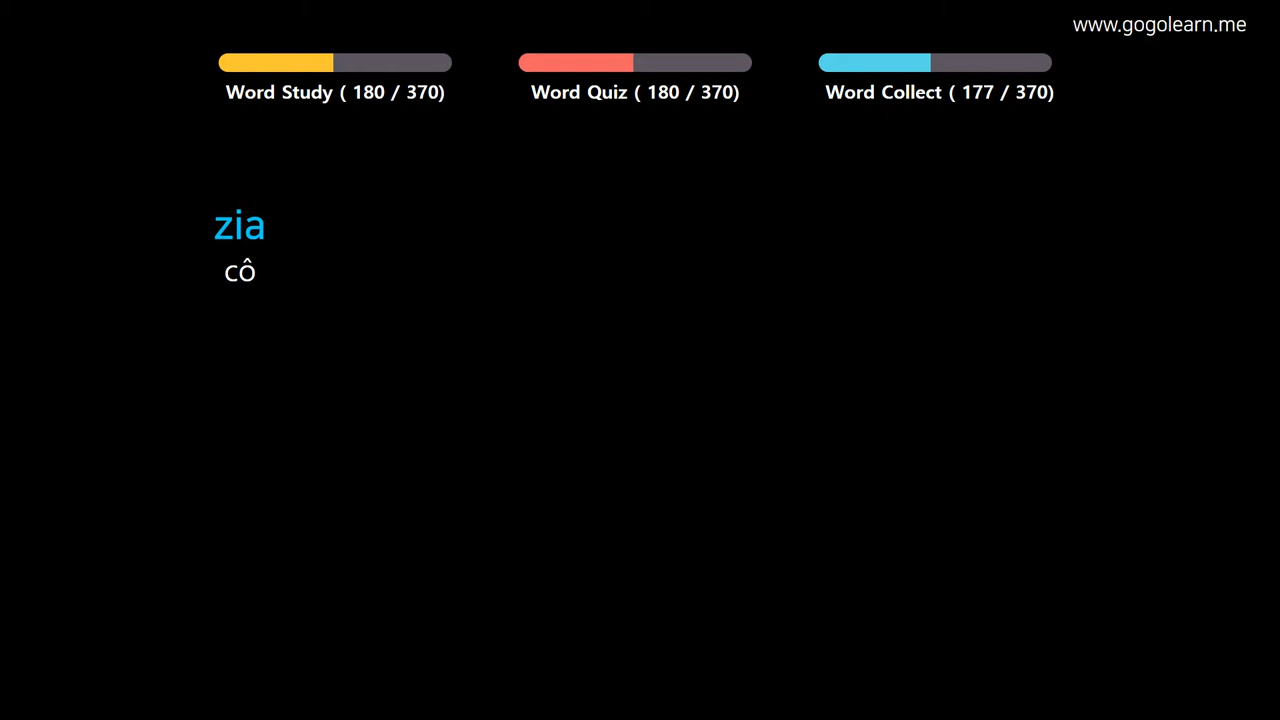 www.gogolearn.me
Word Study ( 180 / 370)
Word Quiz ( 180 / 370)
Word Collect ( 177 / 370)
zia
cô